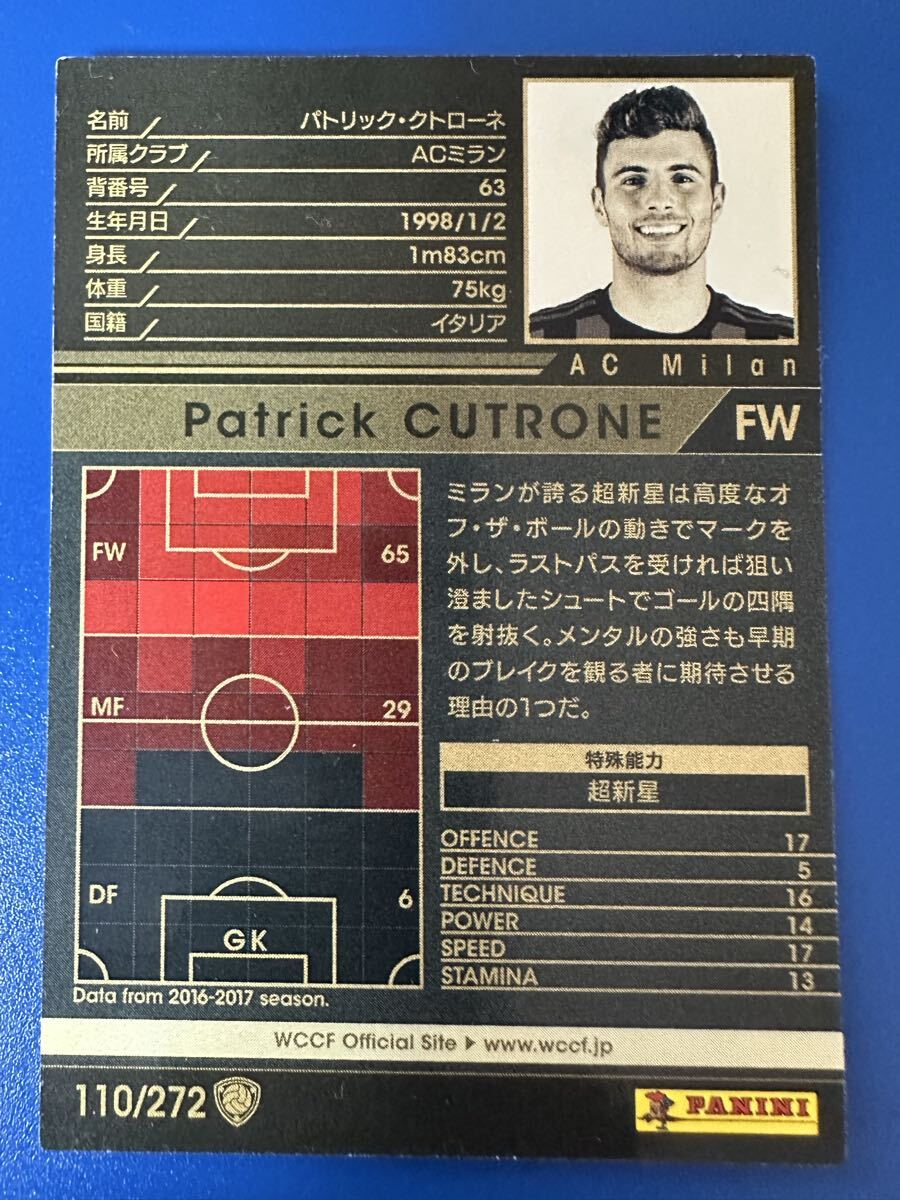 名前 パトリック・クトローネ
所属クラブ ACミラン
背番号 63
生年月日 1998/1/2
身長 1m83cm
体重 75kg
国籍 イタリア
AC Milan
Patrick CUTRONE FW
FW 65
MF 29
DF 6
GK
Data from 2016-2017 season.
ミランが誇る超新星は高度なオ
フ・ザ・ボールの動きでマークを
外し、ラストパスを受ければ狙い
澄ましたシュートでゴールの四隅
を射抜く。メンタルの強さも早期
のブレイクを観る者に期待させる
理由の1つだ。
特殊能力
超新星
OFFENCE 17
DEFENCE 5
TECHNIQUE 16
POWER 14
SPEED 17
STAMINA 13
WCCF Official Site ▶ www.wccf.jp
110/272
PANINI